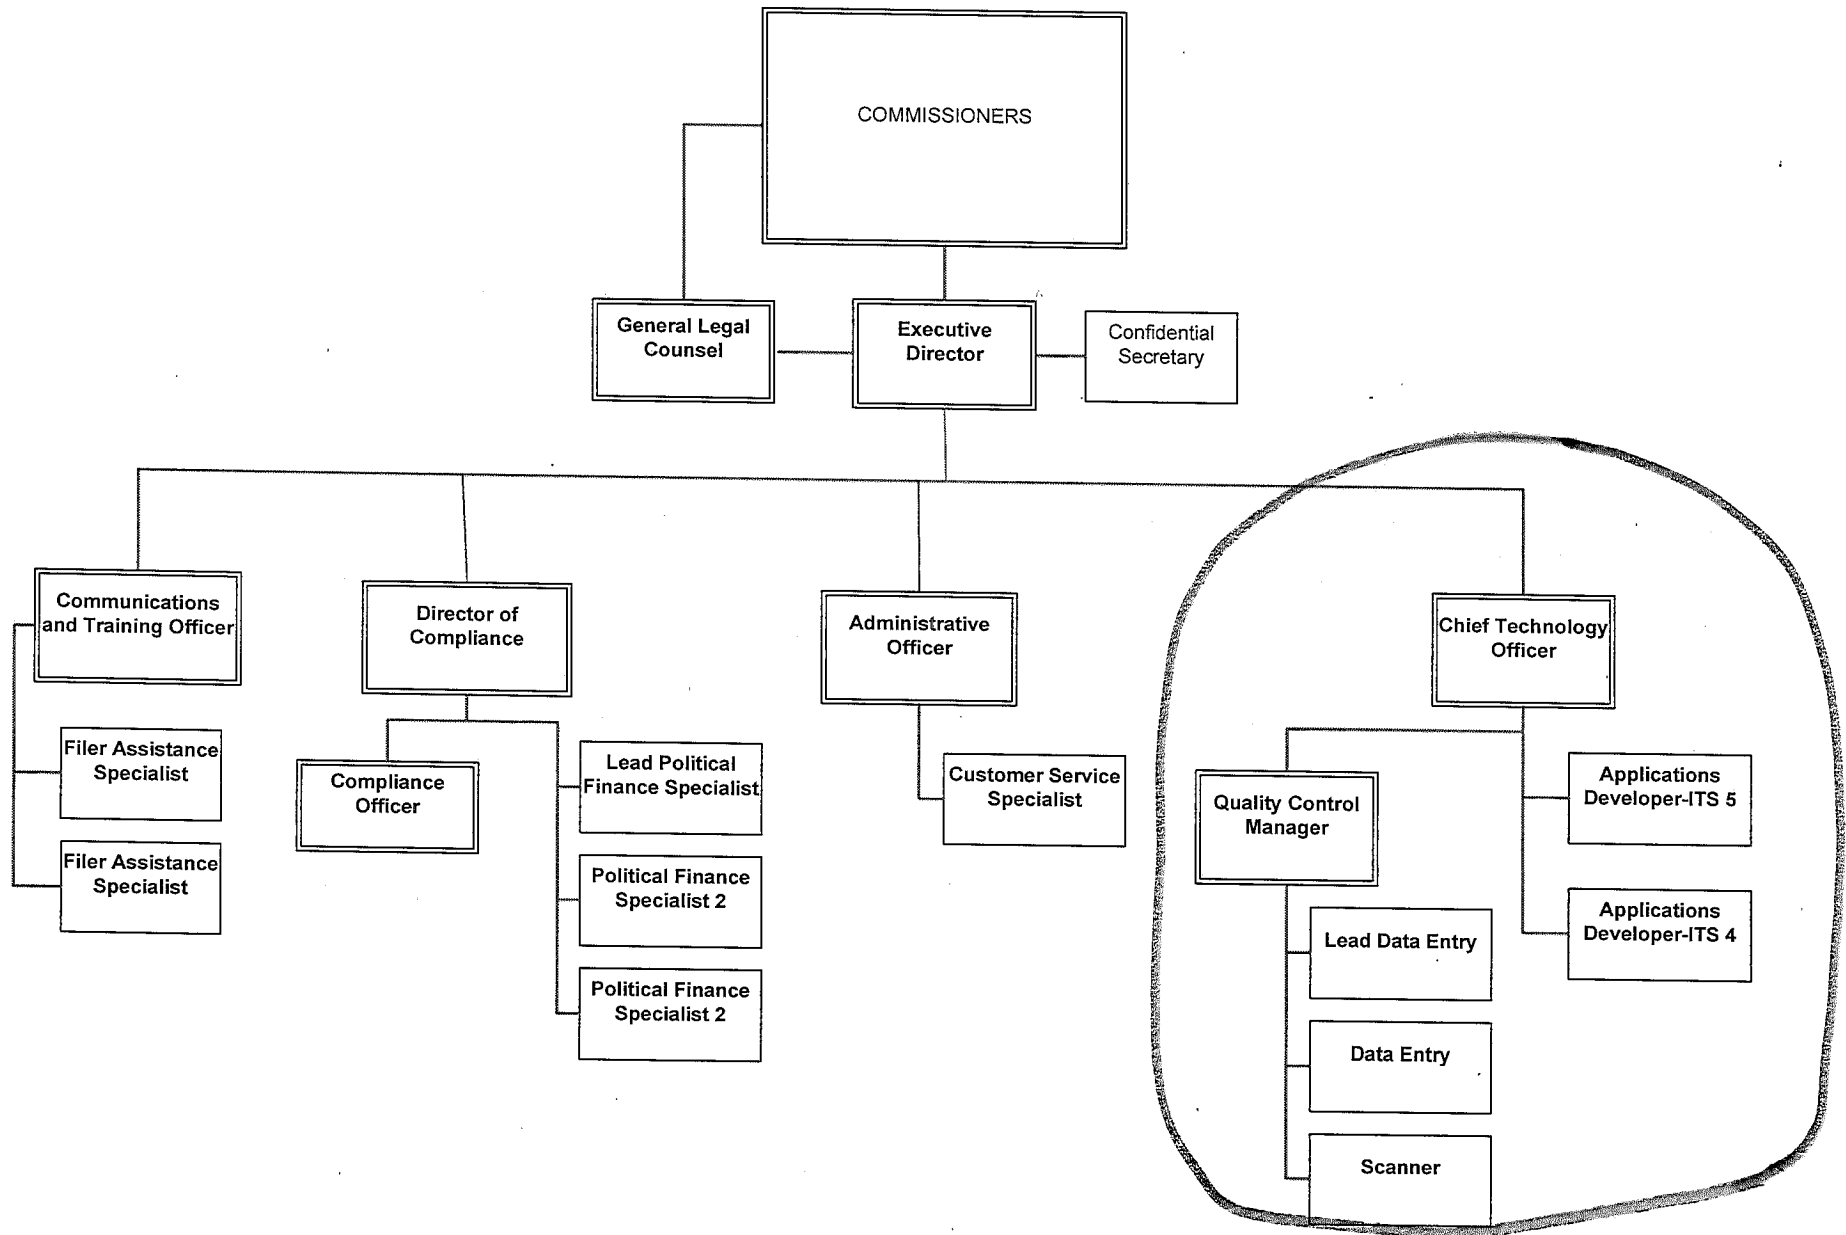 COMMISSIONERS
General Legal
Counsel
Executive
Director
Confidential
Secretary
Communications
and Training Officer
Filer Assistance
Specialist
Filer Assistance
Specialist
Director of
Compliance
Compliance
Officer
Lead Political
Finance Specialist
Political Finance
Specialist 2
Political Finance
Specialist 2
Administrative
Officer
Customer Service
Specialist
Chief Technology
Officer
Quality Control
Manager
Lead Data Entry
Data Entry
Scanner
Applications
Developer-ITS 5
Applications
Developer-ITS 4